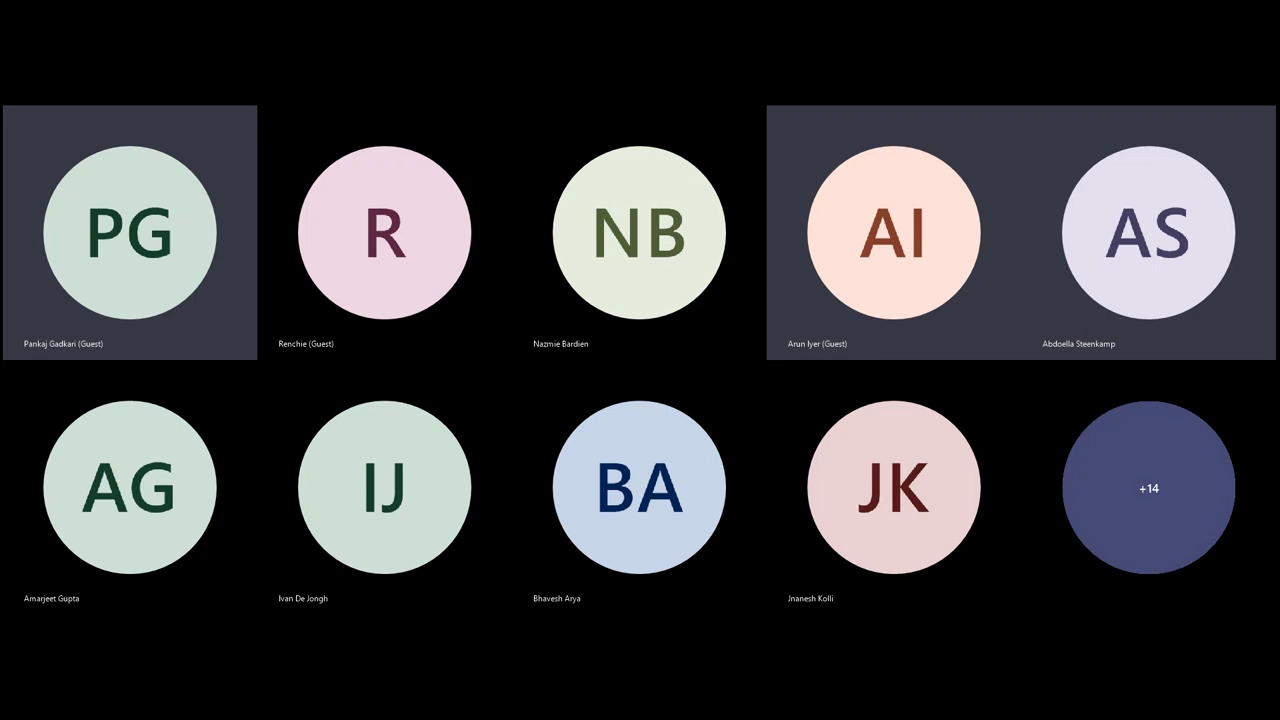 PG
R
NB
AI
AS
Pankaj Gadkari (Guest)
Renchie (Guest)
Nazmie Bardien
Arun Iyer (Guest)
Abdoella Steenkamp
AG
IJ
BA
JK
+14
Amarjeet Gupta
Ivan De Jongh
Bhavesh Arya
Jnanesh Kolli